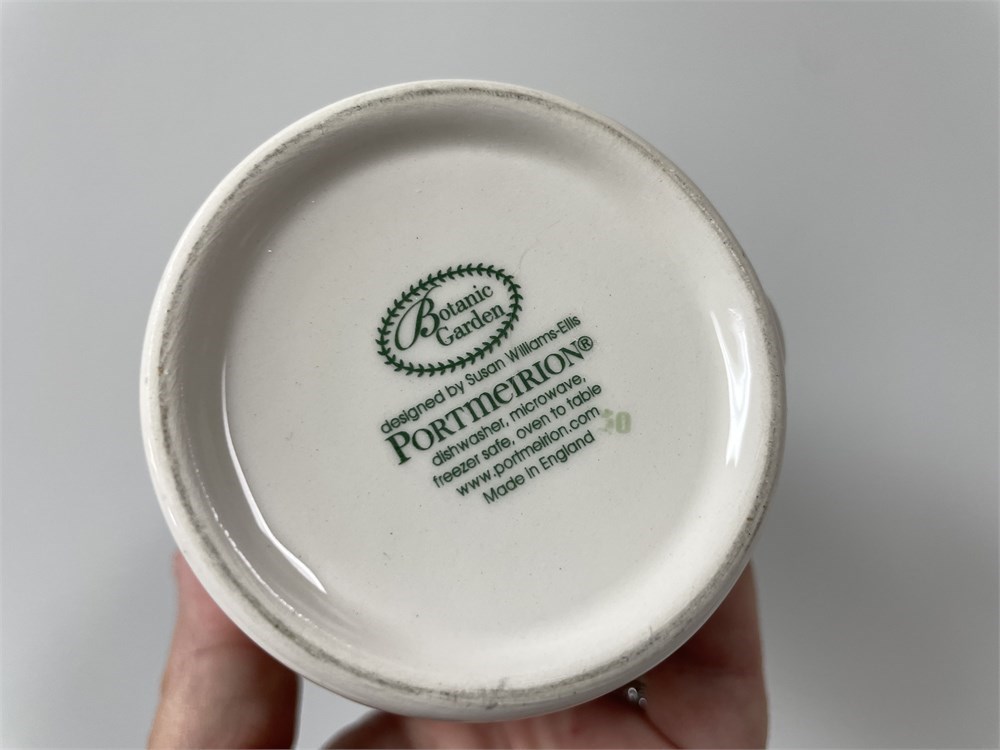 Botanic
Garden
designed by Susan Williams-Ellis
PORTMEIRION®
dishwasher, microwave,
freezer safe, oven to table
www.portmeirion.com
Made in England